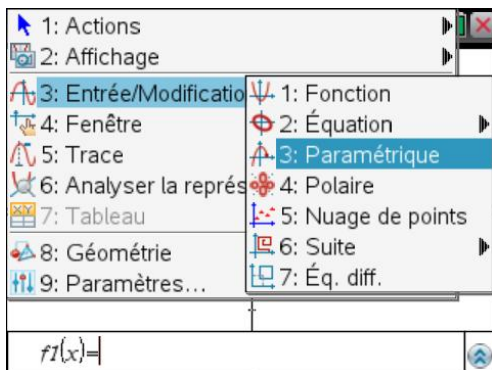 1: Actions
2: Affichage
3: Entrée/Modificatio
4: Fenêtre
5: Trace
6: Analyser la représ
7: Tableau
8: Géométrie
9: Paramètres...
1: Fonction
2: Équation
3: Paramétrique
4: Polaire
5: Nuage de points
6: Suite
7: Éq. diff.
f1(x)=